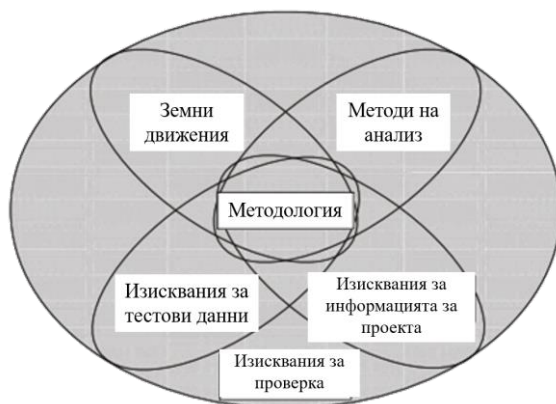 Земни
движения
Методи на
анализ
Методология
Изисквания за
тестови данни
Изисквания за
информацията за
проекта
Изисквания за
проверка